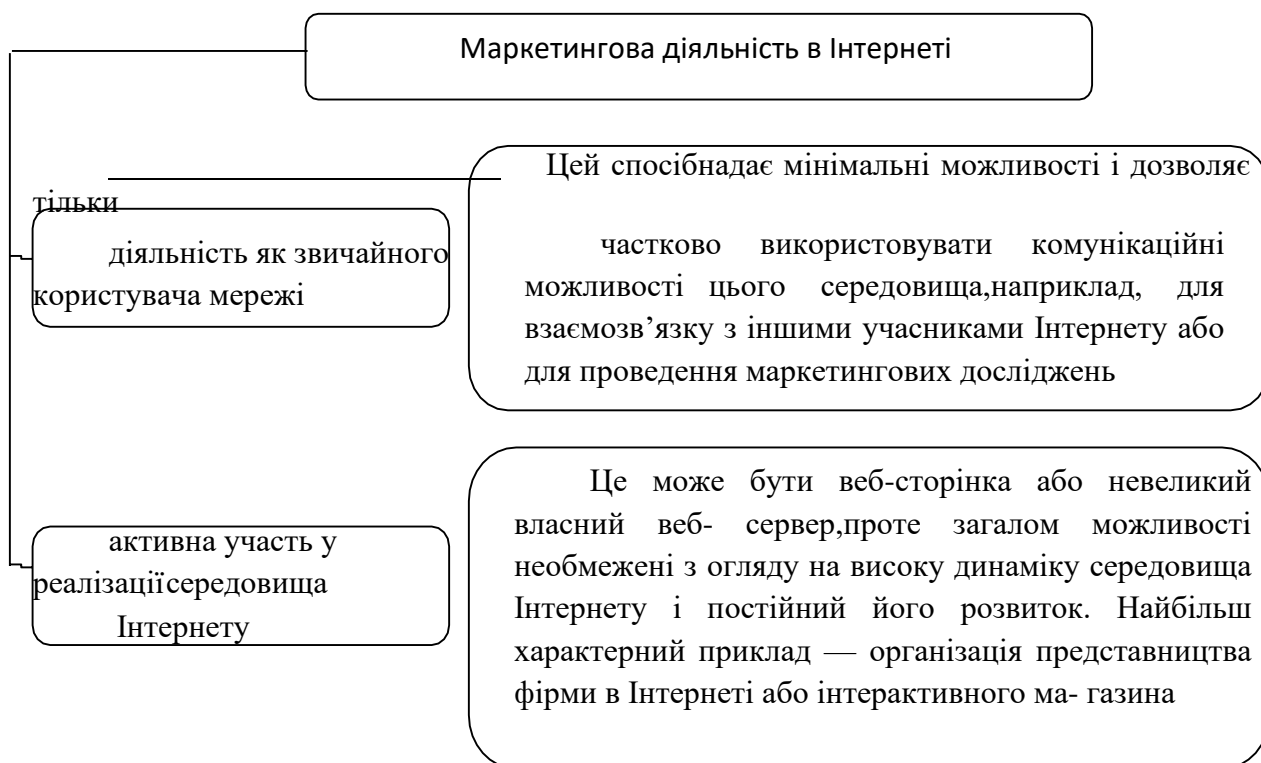 Маркетингова діяльність в Інтернеті
Цей спосібнадає мінімальні можливості і дозволяє
тільки
діяльність як звичайного
користувача мережі
частково використовувати комунікаційні
можливості цього середовища,наприклад, для
взаємозв’язку з іншими учасниками Інтернету або
для проведення маркетингових досліджень
активна участь у
реалізаціїсередовища
Інтернету
Це може бути веб-сторінка або невеликий
власний веб- сервер,проте загалом можливості
необмежені з огляду на високу динаміку середовища
Інтернету і постійний його розвиток. Найбільш
характерний приклад — організація представництва
фірми в Інтернеті або інтерактивного ма- газина